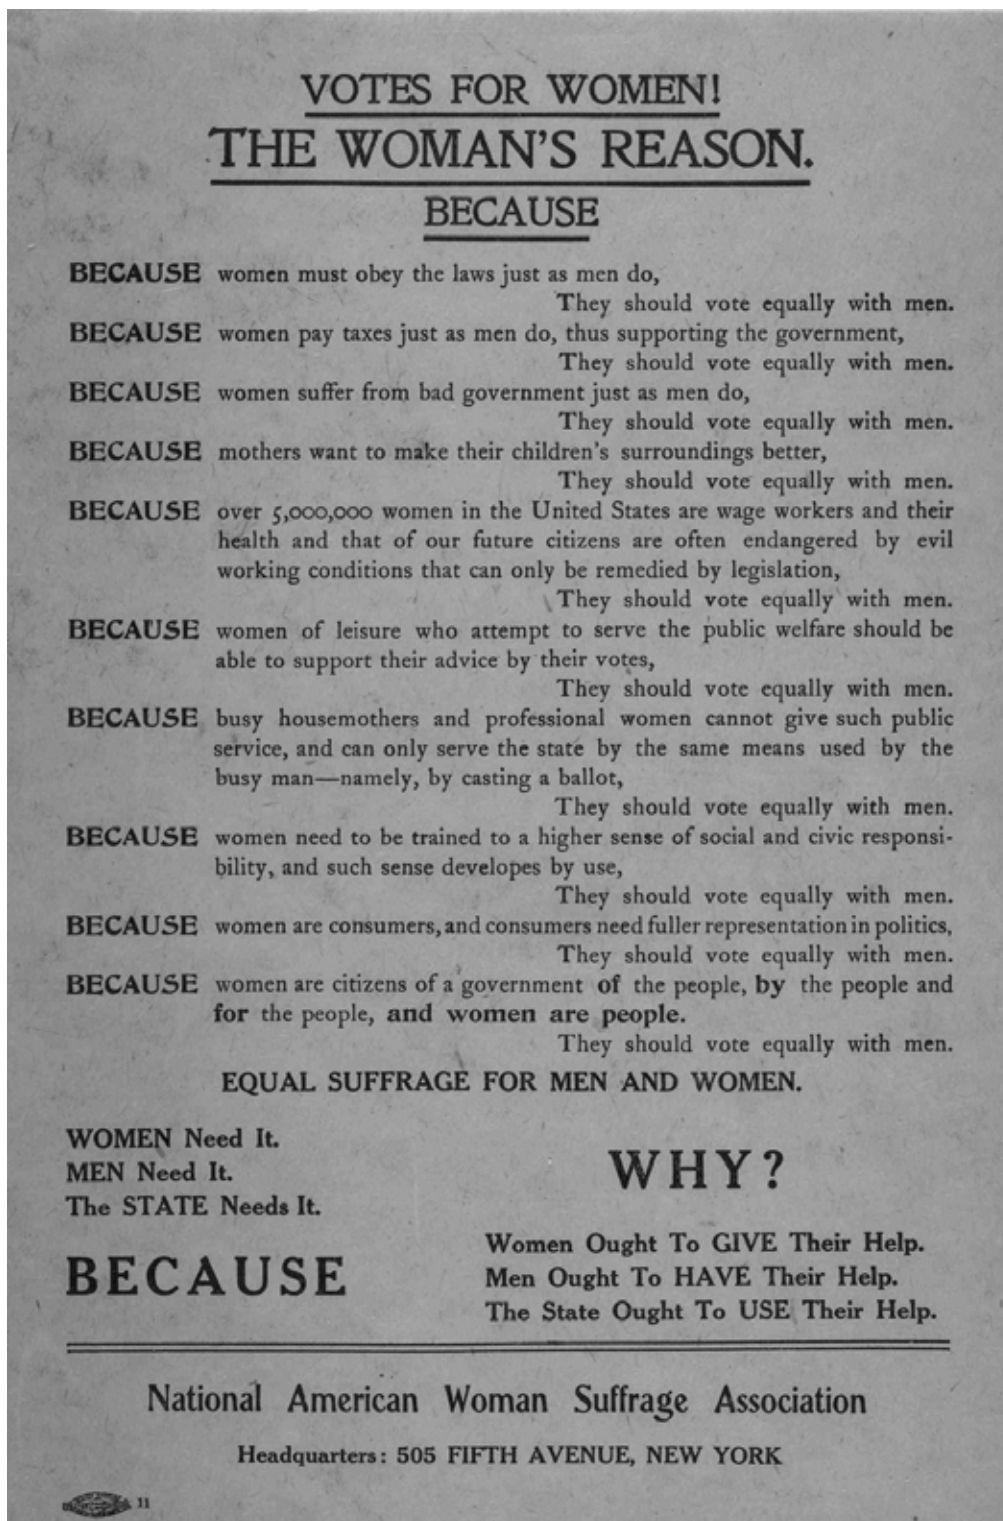 VOTES FOR WOMEN!
THE WOMAN'S REASON.
BECAUSE
BECAUSE women must obey the laws just as men do,
They should vote equally with men.
BECAUSE women pay taxes just as men do, thus supporting the government,
They should vote equally with men.
BECAUSE women suffer from bad government just as men do,
They should vote equally with men.
BECAUSE mothers want to make their children's surroundings better,
They should vote equally with men.
BECAUSE over 5,000,000 women in the United States are wage workers and their
health and that of our future citizens are often endangered by evil
working conditions that can only be remedied by legislation,
They should vote equally with men.
BECAUSE women of leisure who attempt to serve the public welfare should be
able to support their advice by their votes,
They should vote equally with men.
BECAUSE busy housemothers and professional women cannot give such public
service, and can only serve the state by the same means used by the
busy man—namely, by casting a ballot,
They should vote equally with men.
BECAUSE women need to be trained to a higher sense of social and civic responsi-
bility, and such sense developes by use,
They should vote equally with men.
BECAUSE women are consumers, and consumers need fuller representation in politics,
They should vote equally with men.
BECAUSE women are citizens of a government of the people, by the people and
for the people, and women are people.
They should vote equally with men.
EQUAL SUFFRAGE FOR MEN AND WOMEN.
WOMEN Need It.
MEN Need It.
The STATE Needs It.
WHY?
BECAUSE
Women Ought To GIVE Their Help.
Men Ought To HAVE Their Help.
The State Ought To USE Their Help.
National American Woman Suffrage Association
Headquarters: 505 FIFTH AVENUE, NEW YORK
11